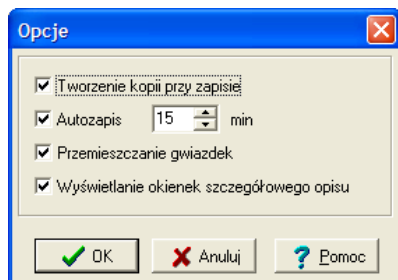 Opcje
Tworzenie kopii przy zapisie
Autozapis 15 min
Przemieszczanie gwiazdek
Wyświetlanie okienek szczegółowego opisu
OK Anuluj Pomoc